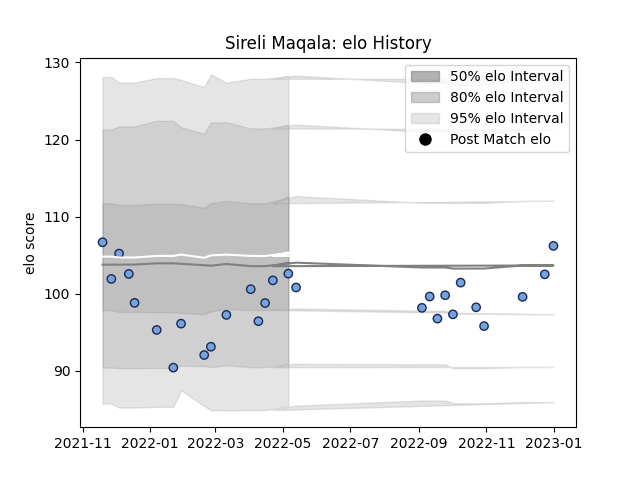 Sireli Maqala: elo History
130
120
110
100
90
elo score
50% elo Interval
80% elo Interval
95% elo Interval
Post Match elo
2021-11 2022-01 2022-03 2022-05 2022-07 2022-09 2022-11 2023-01